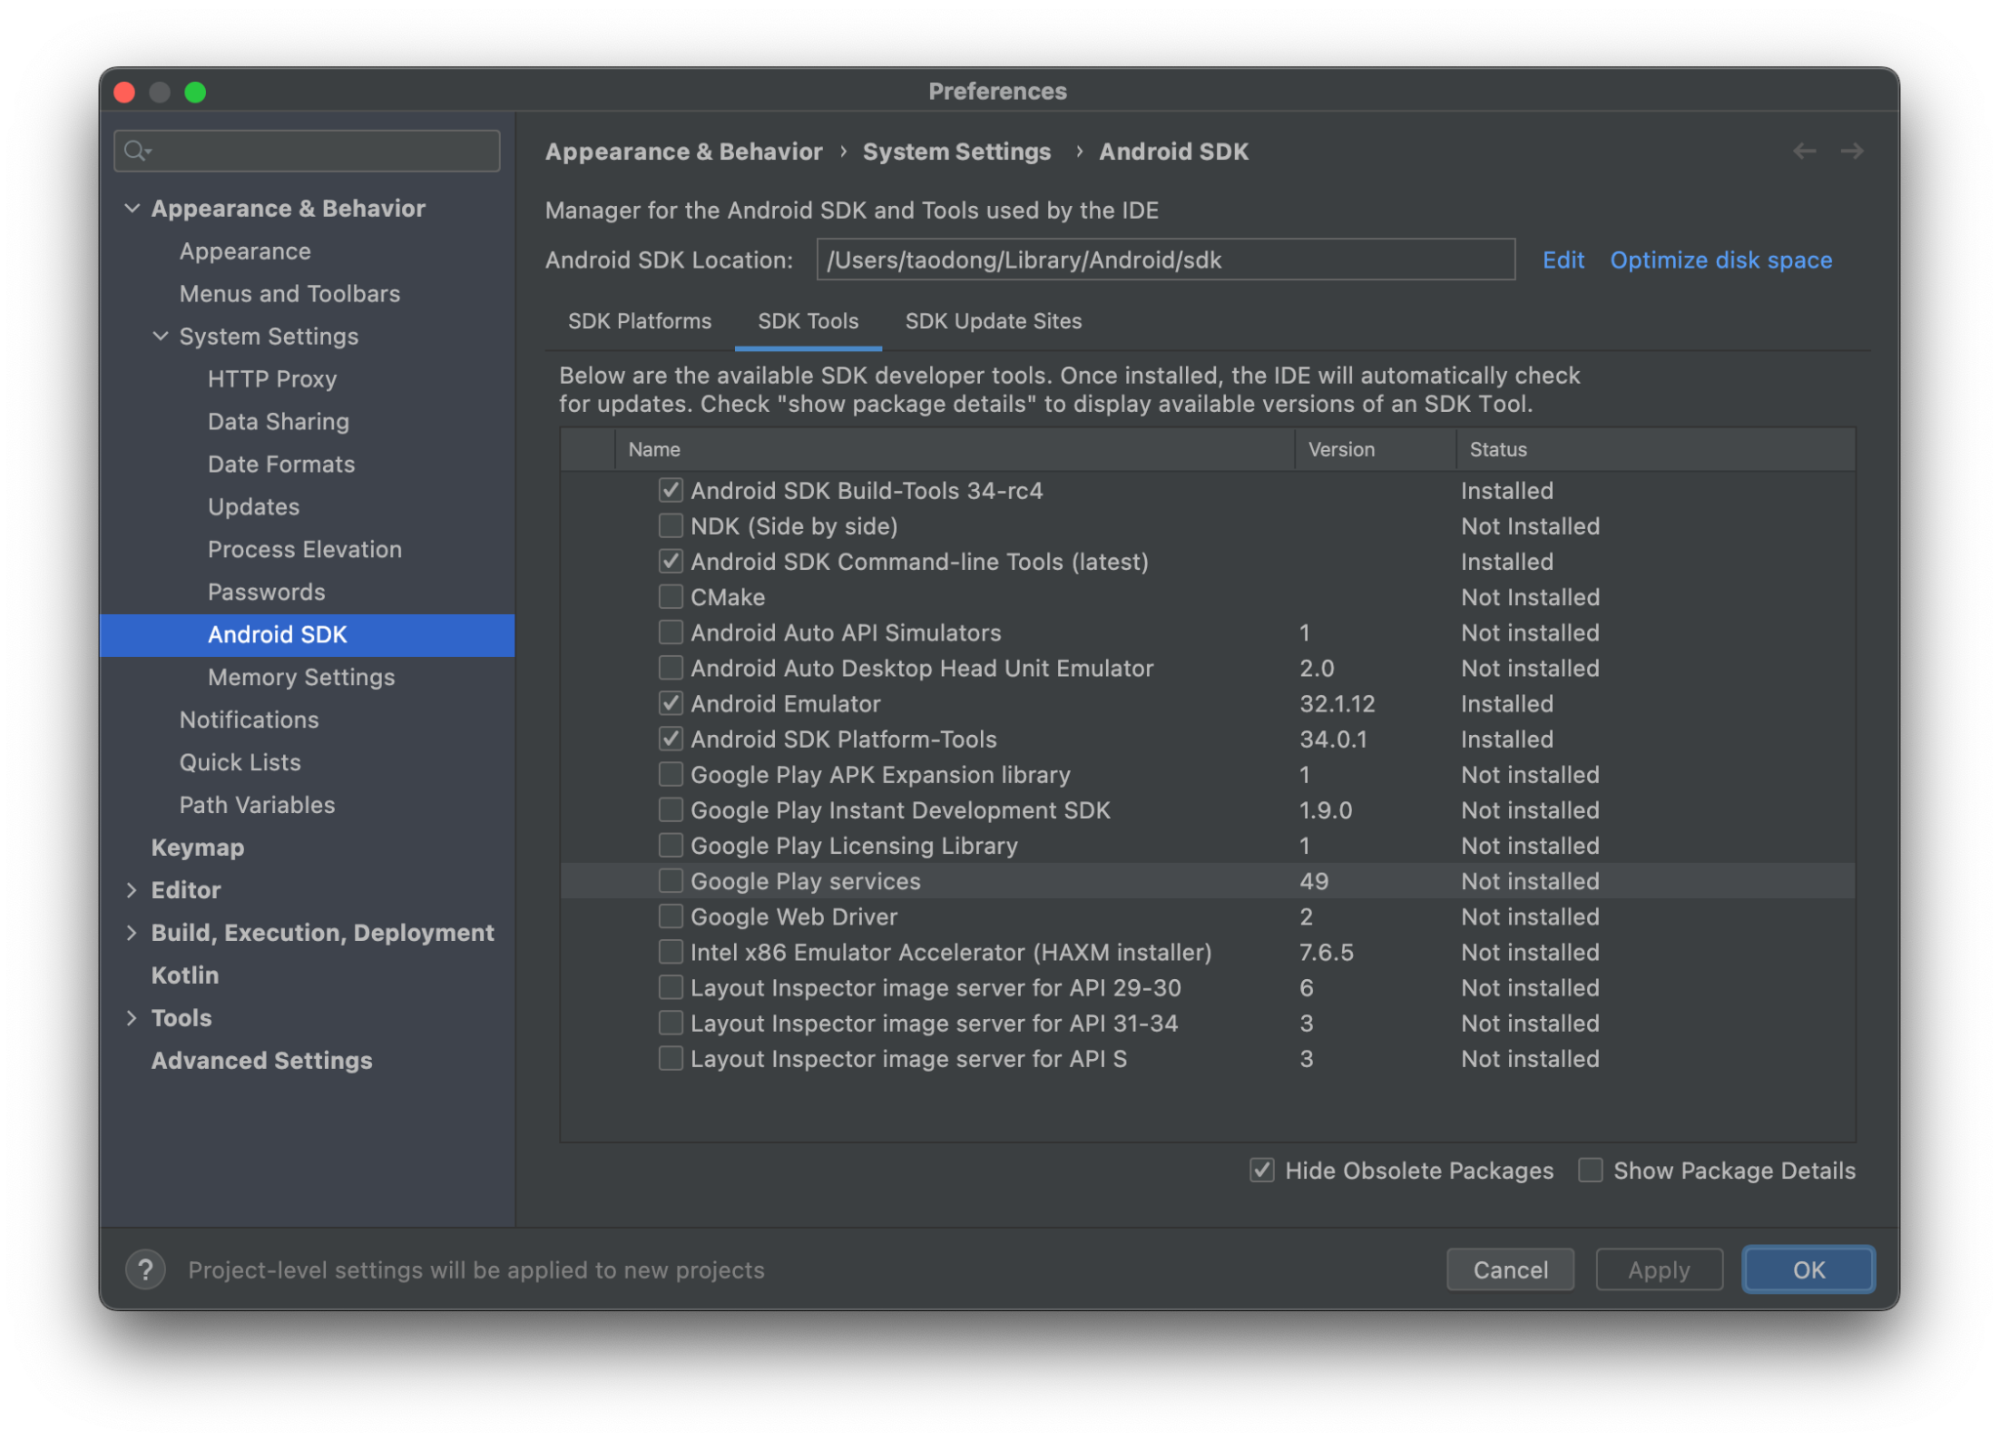 Preferences
Appearance & Behavior
Appearance
Menus and Toolbars
System Settings
HTTP Proxy
Data Sharing
Date Formats
Updates
Process Elevation
Passwords
Android SDK
Memory Settings
Notifications
Quick Lists
Path Variables
Keymap
Editor
Build, Execution, Deployment
Kotlin
Tools
Advanced Settings
Appearance & Behavior › System Settings › Android SDK
Manager for the Android SDK and Tools used by the IDE
Android SDK Location: /Users/taodong/Library/Android/sdk Edit Optimize disk space
SDK Platforms SDK Tools SDK Update Sites
Below are the available SDK developer tools. Once installed, the IDE will automatically check
for updates. Check "show package details" to display available versions of an SDK Tool.
Name Version Status
Android SDK Build-Tools 34-rc4 Installed
NDK (Side by side) Not Installed
Android SDK Command-line Tools (latest) Installed
CMake Not Installed
Android Auto API Simulators 1 Not installed
Android Auto Desktop Head Unit Emulator 2.0 Not installed
Android Emulator 32.1.12 Installed
Android SDK Platform-Tools 34.0.1 Installed
Google Play APK Expansion library 1 Not installed
Google Play Instant Development SDK 1.9.0 Not installed
Google Play Licensing Library 1 Not installed
Google Play services 49 Not installed
Google Web Driver 2 Not installed
Intel x86 Emulator Accelerator (HAXM installer) 7.6.5 Not installed
Layout Inspector image server for API 29-30 6 Not installed
Layout Inspector image server for API 31-34 3 Not installed
Layout Inspector image server for API S 3 Not installed
Hide Obsolete Packages Show Package Details
? Project-level settings will be applied to new projects Cancel Apply OK